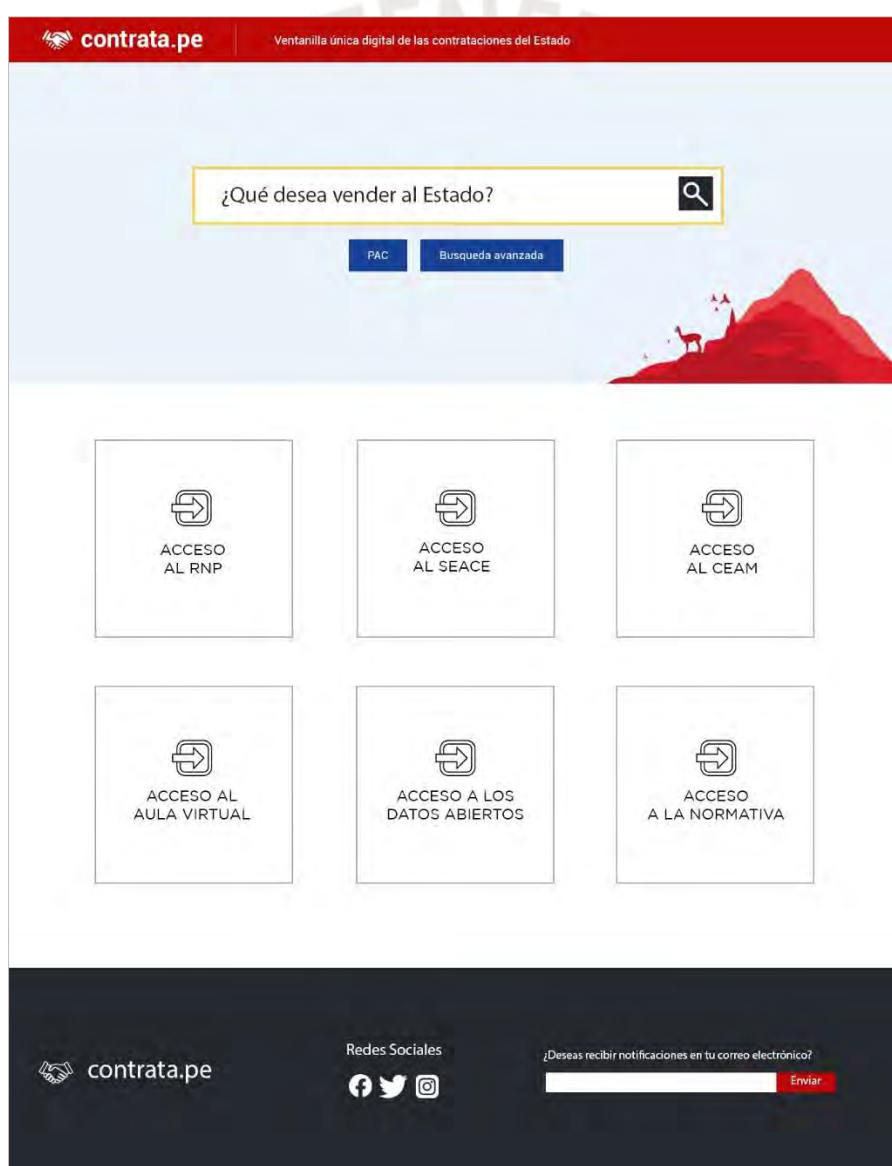 contrata.pe
Ventanilla única digital de las contrataciones del Estado
¿Qué desea vender al Estado?
PAC
Busqueda avanzada
ACCESO
AL RNP
ACCESO
AL SEACE
ACCESO
AL CEAM
ACCESO AL
AULA VIRTUAL
ACCESO A LOS
DATOS ABIERTOS
ACCESO
A LA NORMATIVA
contrata.pe
Redes Sociales
¿Deseas recibir notificaciones en tu correo electrónico?
Enviar